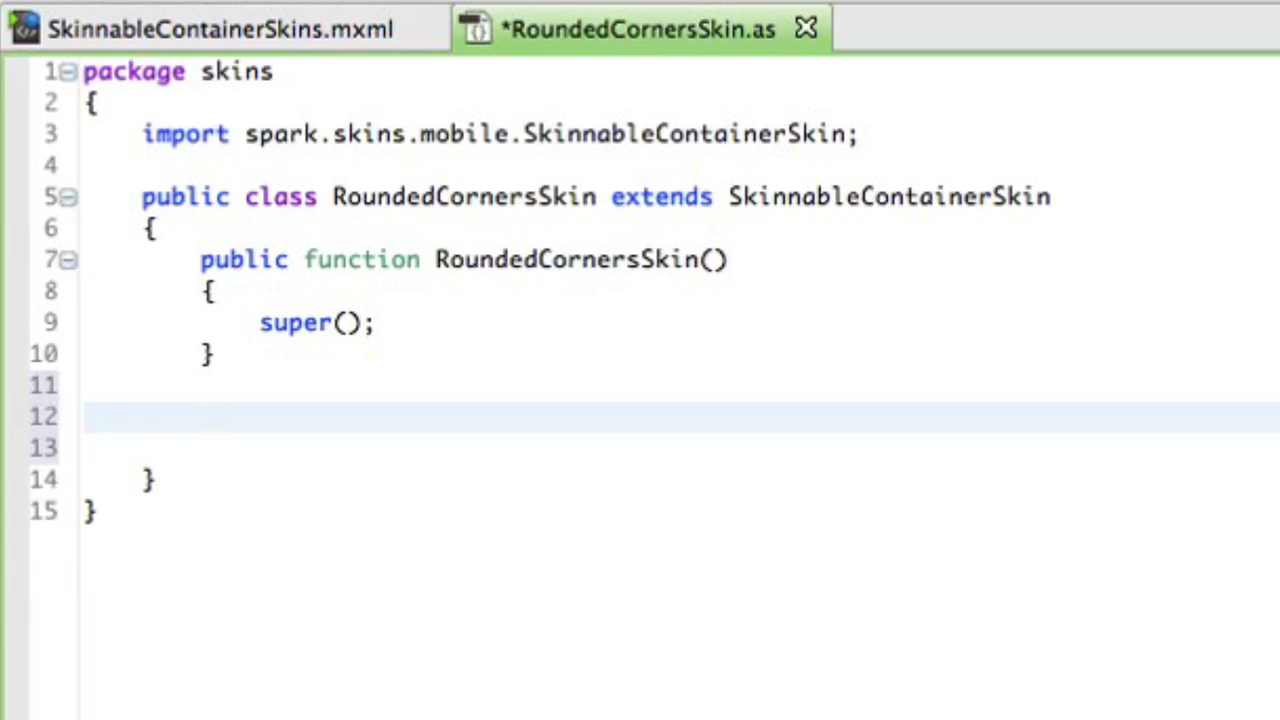 SkinnableContainerSkins.mxml
*RoundedCornersSkin.as
1 package skins
2 {
3 import spark.skins.mobile.SkinnableContainerSkin;
4
5 public class RoundedCornersSkin extends SkinnableContainerSkin
6 {
7 public function RoundedCornersSkin()
8 {
9 super();
10 }
11
12
13
14 }
15 }